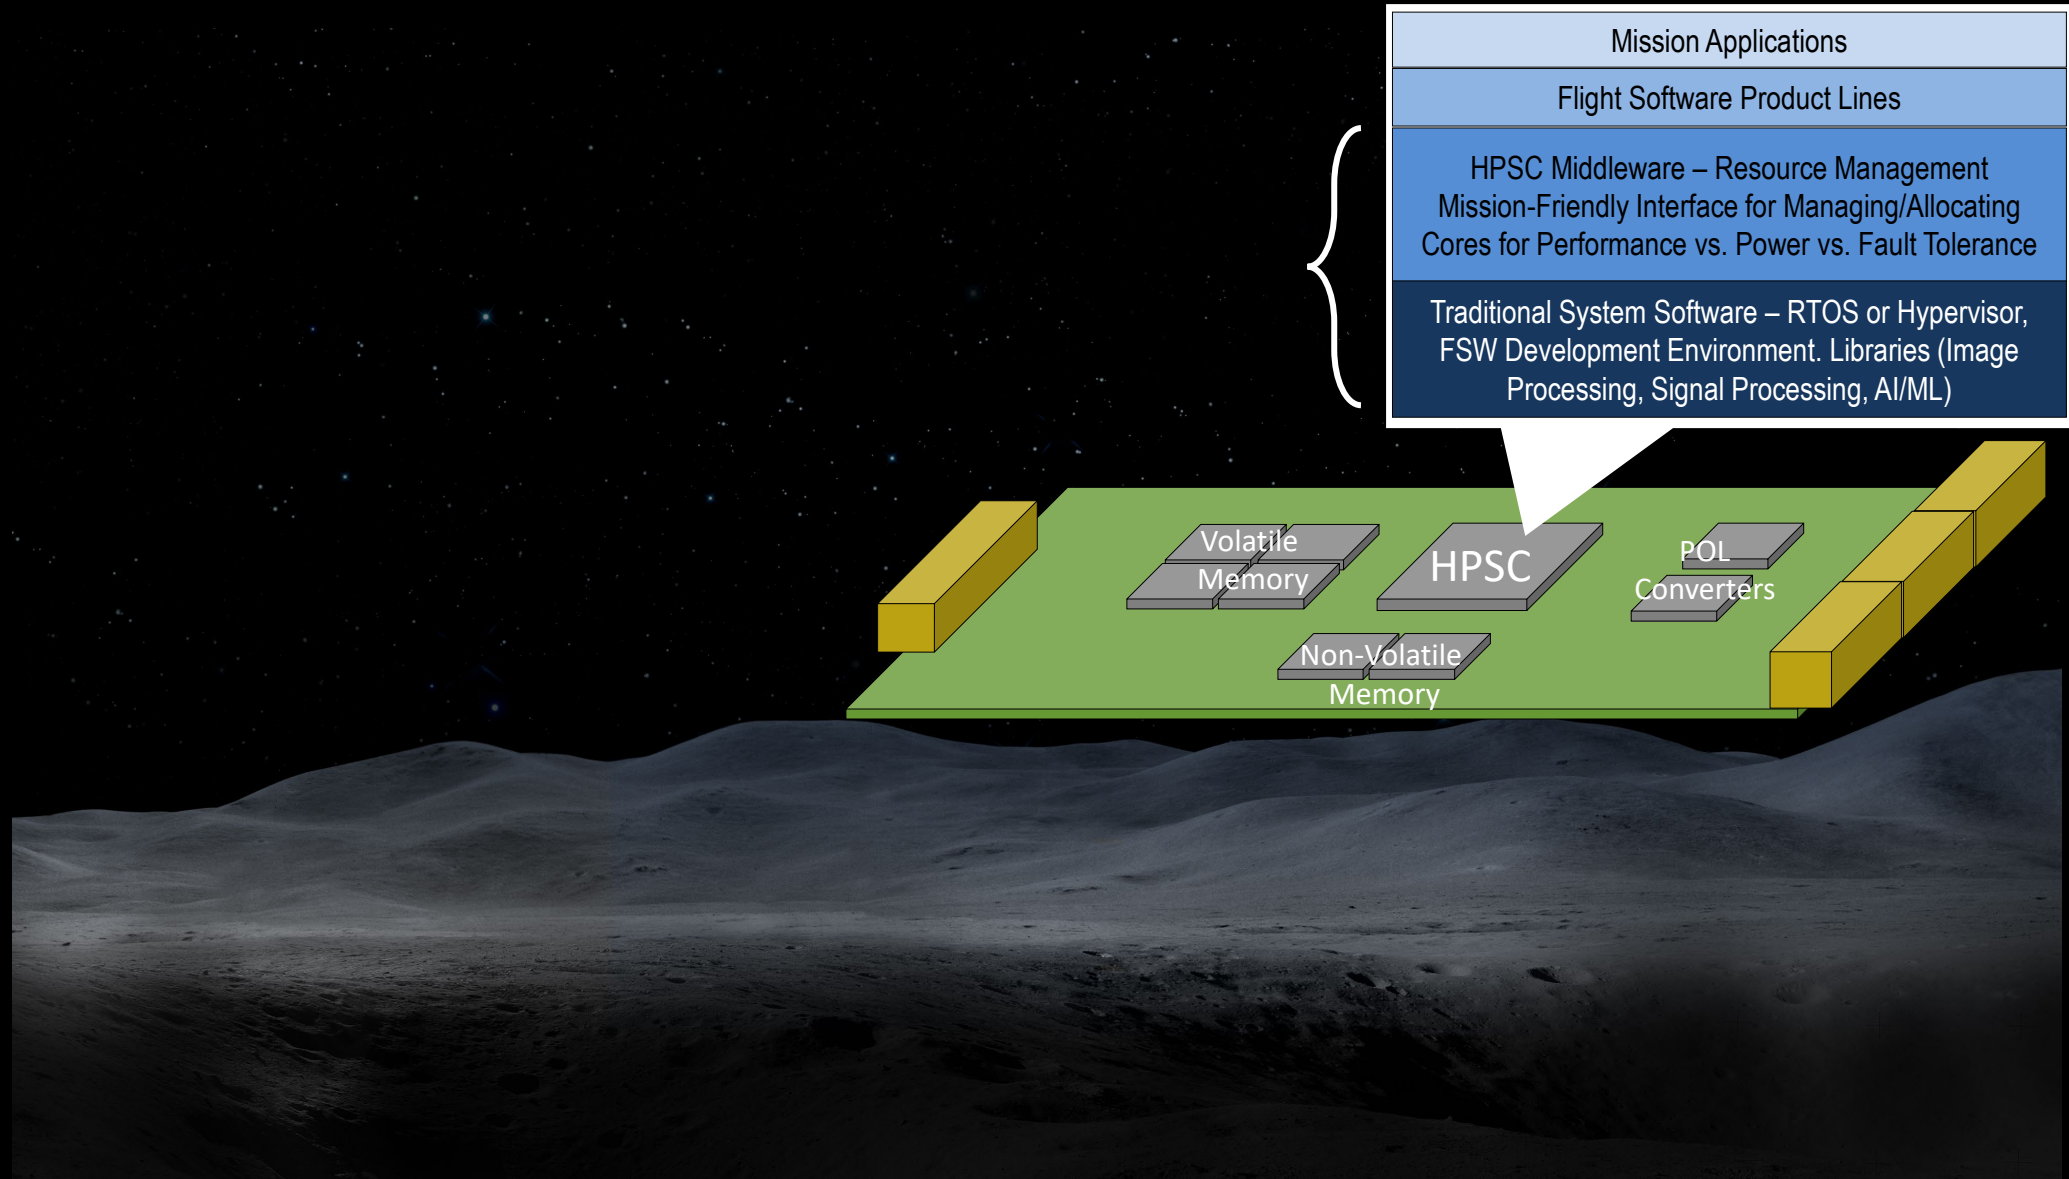 Mission Applications
Flight Software Product Lines
HPSC Middleware – Resource Management
Mission-Friendly Interface for Managing/Allocating
Cores for Performance vs. Power vs. Fault Tolerance
Traditional System Software – RTOS or Hypervisor,
FSW Development Environment. Libraries (Image
Processing, Signal Processing, AI/ML)
Volatile
Memory
HPSC
POL
Converters
Non-Volatile
Memory